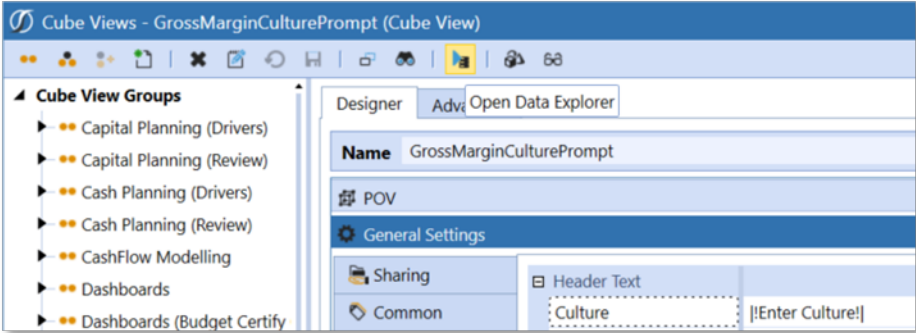 Cube Views - GrossMarginCulturePrompt (Cube View)
Cube View Groups
Capital Planning (Drivers)
Capital Planning (Review)
Cash Planning (Drivers)
Cash Planning (Review)
CashFlow Modelling
Dashboards
Dashboards (Budget Certify
Designer
Open Data Explorer
Name GrossMarginCulturePrompt
POV
General Settings
Sharing
Common
Header Text
Culture |!Enter Culture!|